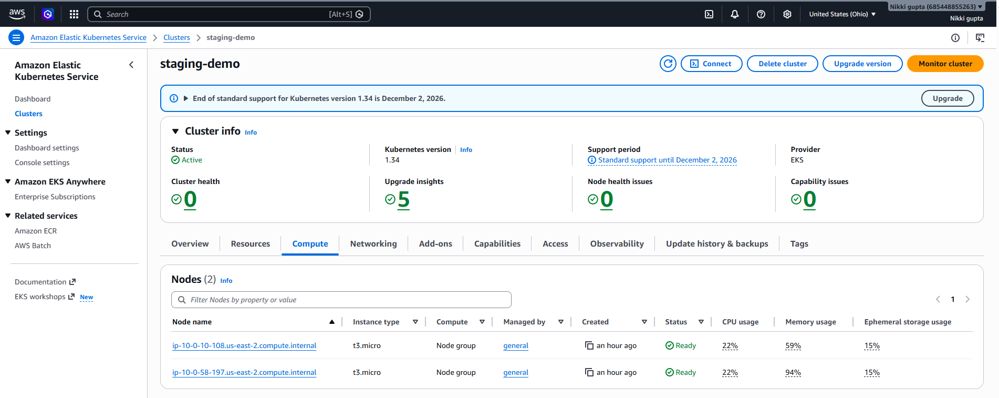 aws
Search [Alt+S]
United States (Ohio)
Nikki gupta (685448855263)
Nikki gupta
Amazon Elastic Kubernetes Service
Clusters
staging-demo
Amazon Elastic
Kubernetes Service
Dashboard
Clusters
Settings
Dashboard settings
Console settings
Amazon EKS Anywhere
Enterprise Subscriptions
Related services
Amazon ECR
AWS Batch
Documentation
EKS workshops New
staging-demo
Connect
Delete cluster
Upgrade version
Monitor cluster
End of standard support for Kubernetes version 1.34 is December 2, 2026.
Upgrade
Cluster info Info
Status
Active
Kubernetes version Info
1.34
Support period
Standard support until December 2, 2026
Provider
EKS
Cluster health
0
Upgrade insights
5
Node health issues
0
Capability issues
0
Overview Resources Compute Networking Add-ons Capabilities Access Observability Update history & backups Tags
Nodes (2) Info
Filter Nodes by property or value
1
Node name Instance type Compute Managed by Created Status CPU usage Memory usage Ephemeral storage usage
ip-10-0-10-108.us-east-2.compute.internal t3.micro Node group general an hour ago Ready 22% 59% 15%
ip-10-0-58-197.us-east-2.compute.internal t3.micro Node group general an hour ago Ready 22% 94% 15%